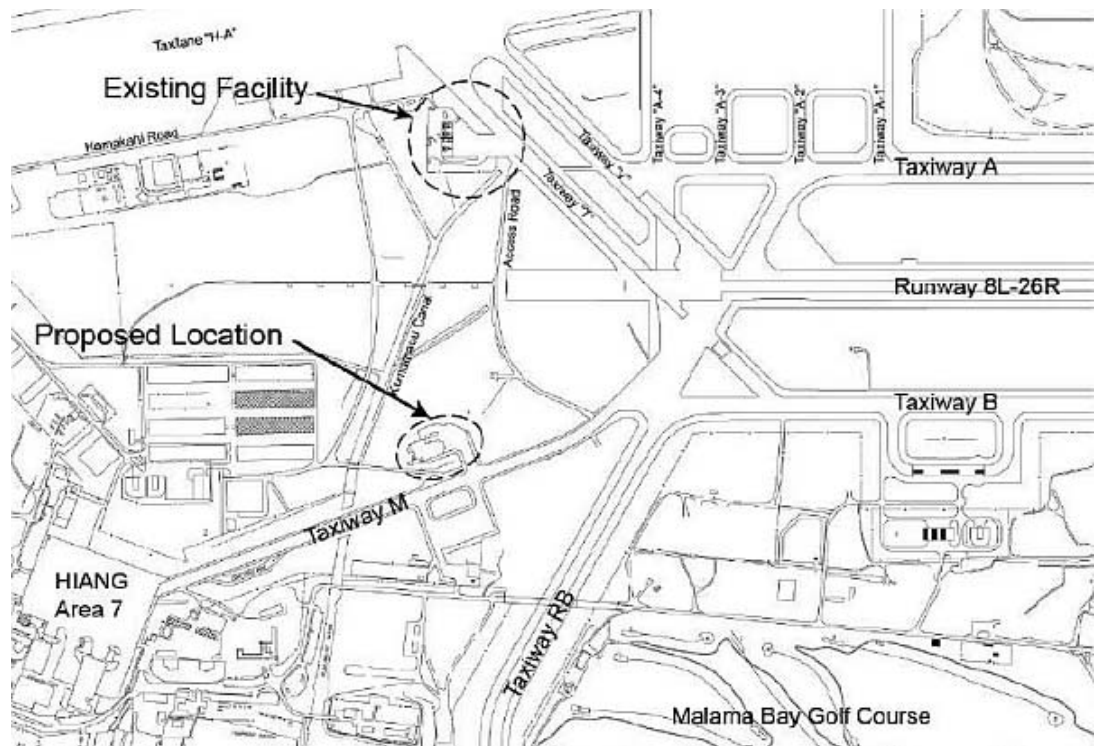 Taxilane "H-A"
Existing Facility
Taxiway "A-4"
Taxiway "A-3"
Taxiway "A-2"
Taxiway "A-1"
Road
Taxiway A
Taxiway
Taxiway
Access Road
Runway 8L-26R
Proposed Location
Canal
Taxiway B
Taxiway M
HIANG
Area 7
Taxiway RB
Malama Bay Golf Course